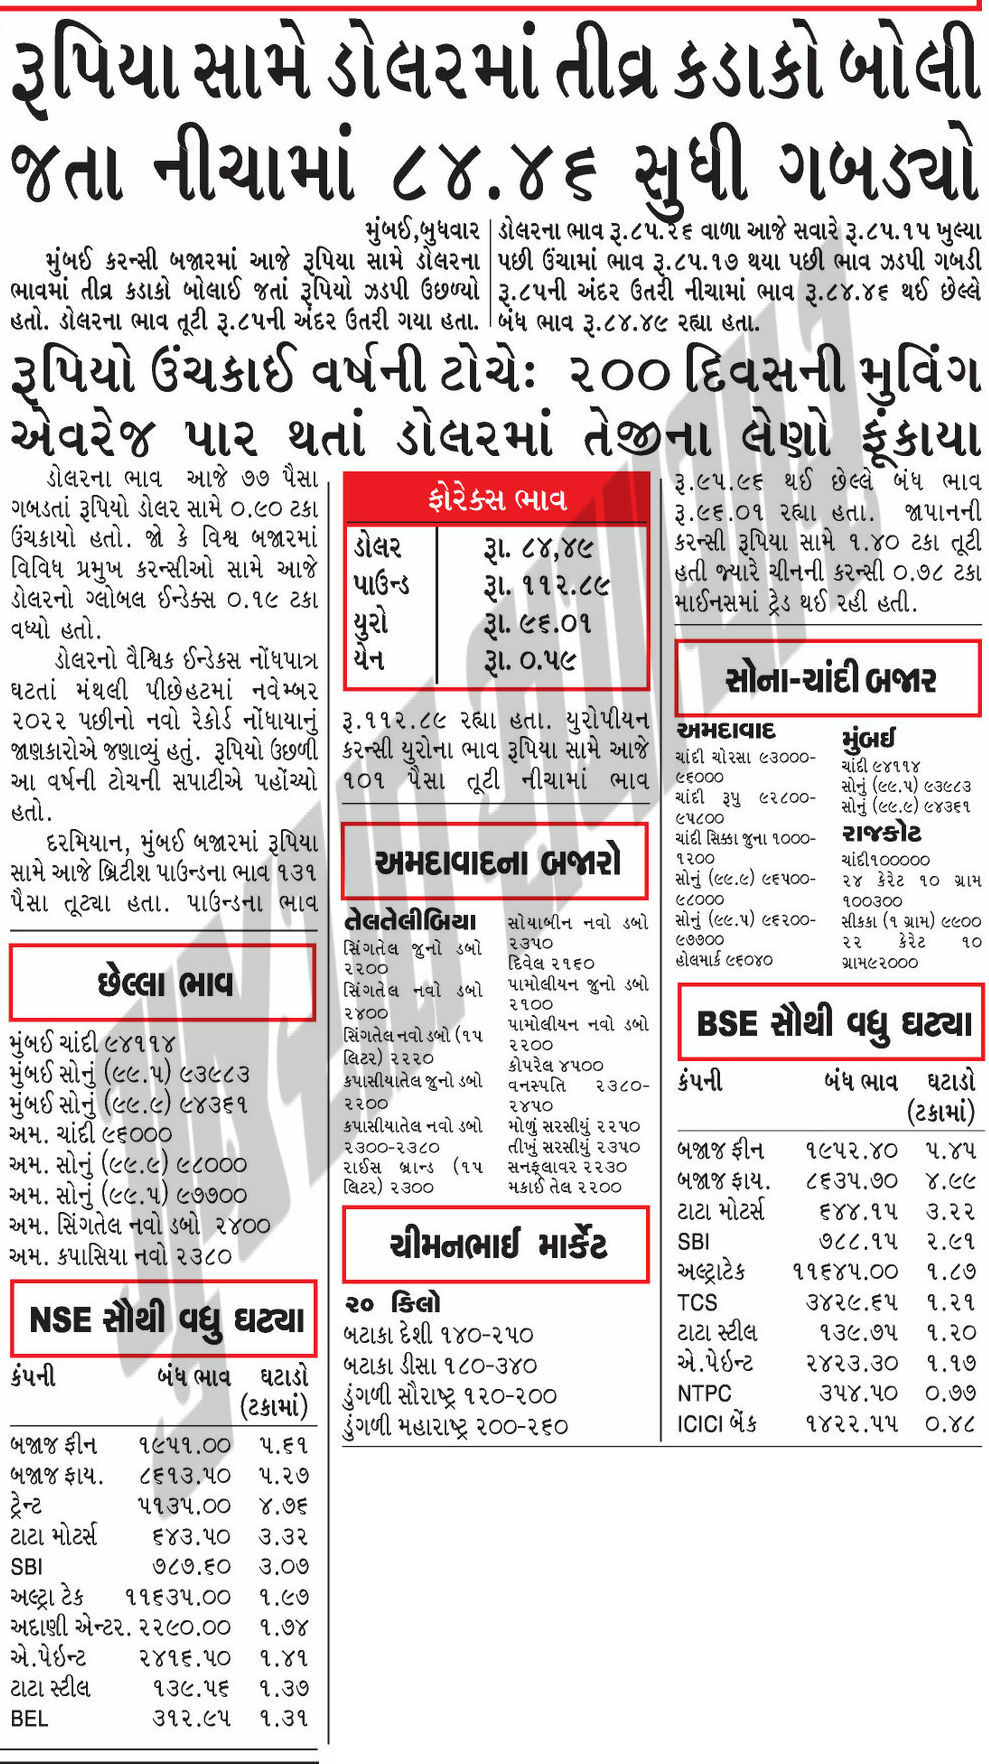 રૂપિયા સામે ડોલરમાં તીવ્ર કડાકો બોલી
જતા નીચામાં ૮૪.૪૬ સુધી ગબડ્યો
મુંબઈ,બુધવાર
મુંબઈ કરન્સી બજારમાં આજે રૂપિયા સામે ડોલરના
ભાવમાં તીવ્ર કડાકો બોલાઈ જતાં રૂપિયો ઝડપી ઉછળ્યો
હતો. ડોલરના ભાવ તૂટી રૂ.૮૫ની અંદર ઉતરી ગયા હતા.
ડોલરના ભાવ રૂ.૮૫.૨૬ વાળા આજે સવારે રૂ.૮૫.૧૫ ખુલ્યા
પછી ઉંચામાં ભાવ રૂ.૮૫.૧૭ થયા પછી ભાવ ઝડપી ગબડી
રૂ.૮૫ની અંદર ઉતરી નીચામાં ભાવ રૂ.૮૪.૪૬ થઈ છેલ્લે
બંધ ભાવ રૂ.૮૪.૪૯ રહ્યા હતા.
રૂપિયો ઉંચકાઈ વર્ષની ટોચેઃ ૨૦૦ દિવસની મુવિંગ
એવરેજ પાર થતાં ડોલરમાં તેજીના લેણો ફૂંકાયા
ડોલરના ભાવ આજે ૭૭ પૈસા
ગબડતાં રૂપિયો ડોલર સામે ૦.૯૦ ટકા
ઉંચકાયો હતો. જો કે વિશ્વ બજારમાં
વિવિધ પ્રમુખ કરન્સીઓ સામે આજે
ડોલરનો ગ્લોબલ ઈન્ડેક્સ ૦.૧૯ ટકા
વધ્યો હતો.
ડોલરનો વૈશ્વિક ઈન્ડેકસ નોંધપાત્ર
ઘટતાં મંથલી પીછેહટમાં નવેમ્બર
૨૦૨૨ પછીનો નવો રેકોર્ડ નોંધાયાનું
જાણકારોએ જણાવ્યું હતું. રૂપિયો ઉછળી
આ વર્ષની ટોચની સપાટીએ પહોંચ્યો
હતો.
દરમિયાન, મુંબઈ બજારમાં રૂપિયા
સામે આજે બ્રિટીશ પાઉન્ડના ભાવ ૧૩૧
પૈસા તૂટ્યા હતા. પાઉન્ડના ભાવ
ફોરેક્સ ભાવ
ડોલર રૂા. ૮૪,૪૯
પાઉન્ડ રૂા. ૧૧૨.૮૯
યુરો રૂા. ૯૬.૦૧
યેન રૂા. ૦.૫૯
રૂ.૧૧૨.૮૯ રહ્યા હતા. યુરોપીયન
કરન્સી યુરોના ભાવ રૂપિયા સામે આજે
૧૦૧ પૈસા તૂટી નીચામાં ભાવ
રૂ.૯૫.૯૬ થઈ છેલ્લે બંધ ભાવ
રૂ.૯૬.૦૧ રહ્યા હતા. જાપાનની
કરન્સી રૂપિયા સામે ૧.૪૦ ટકા તૂટી
હતી જ્યારે ચીનની કરન્સી ૦.૭૮ ટકા
માઈનસમાં ટ્રેડ થઈ રહી હતી.
છેલ્લા ભાવ
મુંબઈ ચાંદી ૯૪૧૧૪
મુંબઈ સોનું (૯૯.૫) ૯૩૯૮૩
મુંબઈ સોનું (૯૯.૯) ૯૪૩૬૧
અમ. ચાંદી ૯૬૦૦૦
અમ. સોનું (૯૯.૯) ૯૮૦૦૦
અમ. સોનું (૯૯.૫) ૯૭૭૦૦
અમ. સિંગતેલ નવો ડબો ૨૪૦૦
અમ. કપાસિયા નવો ૨૩૮૦
NSE સૌથી વધુ ઘટ્યા
કંપની બંધ ભાવ ઘટાડો
(ટકામાં)
બજાજ ફીન ૧૯૫૧.૦૦ ૫.૬૧
બજાજ ફાય. ૮૬૧૩.૫૦ ૫.૨૭
ટ્રેન્ટ ૫૧૩૫.૦૦ ૪.૭૬
ટાટા મોટર્સ ૬૪૩.૫૦ ૩.૩૨
SBI ૭૮૭.૬૦ ૩.૦૭
અલ્ટ્રા ટેક ૧૧૬૩૫.૦૦ ૧.૯૭
અદાણી એન્ટર. ૨૨૯૦.૦૦ ૧.૭૪
એ.પેઇન્ટ ૨૪૧૬.૫૦ ૧.૪૧
ટાટા સ્ટીલ ૧૩૯.૫૬ ૧.૩૭
BEL ૩૧૨.૯૫ ૧.૩૧
અમદાવાદના બજારો
તેલતેલીબિયા
સિંગતેલ જુનો ડબો
૨૨૦૦
સિંગતેલ નવો ડબો
૨૪૦૦
સિંગતેલ નવો ડબો (૧૫
લિટર) ૨૨૨૦
કપાસીયાતેલ જુનો ડબો
૨૨૦૦
કપાસીયાતેલ નવો ડબો
૨૩૦૦-૨૩૮૦
રાઈસ બ્રાન્ડ (૧૫
લિટર) ૨૩૦૦
સોયાબીન નવો ડબો
૨૩૫૦
દિવેલ ૨૧૬૦
પામોલીયન જુનો ડબો
૨૧૦૦
પામોલીયન નવો ડબો
૨૨૦૦
કોપરેલ ૪૫૦૦
વનસ્પતિ ૨૩૮૦-
૨૪૫૦
મોળું સરસીયું ૨૨૫૦
તીખું સરસીયું ૨૩૫૦
સનફ્લાવર ૨૨૩૦
મકાઈ તેલ ૨૨૦૦
ચીમનભાઈ માર્કેટ
૨૦ કિલો
બટાકા દેશી ૧૪૦-૨૫૦
બટાકા ડીસા ૧૮૦-૩૪૦
ડુંગળી સૌરાષ્ટ્ર ૧૨૦-૨૦૦
ડુંગળી મહારાષ્ટ્ર ૨૦૦-૨૬૦
સોના-ચાંદી બજાર
અમદાવાદ
ચાંદી ચોરસા ૯૩૦૦૦-
૯૬૦૦૦
ચાંદી રૂપુ ૯૨૮૦૦-
૯૫૮૦૦
ચાંદી સિક્કા જુના ૧૦૦૦-
૧૨૦૦
સોનું (૯૯.૯) ૯૬૫૦૦-
૯૮૦૦૦
સોનું (૯૯.૫) ૯૬૨૦૦-
૯૭૭૦૦
હોલમાર્ક ૯૬૦૪૦
મુંબઈ
ચાંદી ૯૪૧૧૪
સોનું (૯૯.૫) ૯૩૯૮૩
સોનું (૯૯.૯) ૯૪૩૬૧
રાજકોટ
ચાંદી૧૦૦૦૦૦
૨૪ કેરેટ ૧૦ ગ્રામ
૧૦૦૩૦૦
સીકકા (૧ ગ્રામ) ૯૯૦૦
૨૨ કેરેટ ૧૦
ગ્રામ૯૨૦૦૦
BSE સૌથી વધુ ઘટ્યા
કંપની બંધ ભાવ ઘટાડો
(ટકામાં)
બજાજ ફીન ૧૯૫૨.૪૦ ૫.૪૫
બજાજ ફાય. ૮૬૩૫.૭૦ ૪.૯૯
ટાટા મોટર્સ ૬૪૪.૧૫ ૩.૨૨
SBI ૭૮૮.૧૫ ૨.૯૧
અલ્ટ્રાટેક ૧૧૬૪૫.૦૦ ૧.૮૭
TCS ૩૪૨૯.૬૫ ૧.૨૧
ટાટા સ્ટીલ ૧૩૯.૭૫ ૧.૨૦
એ.પેઇન્ટ ૨૪૨૩.૩૦ ૧.૧૭
NTPC ૩૫૪.૫૦ ૦.૭૭
ICICI બેંક ૧૪૨૨.૫૫ ૦.૪૮